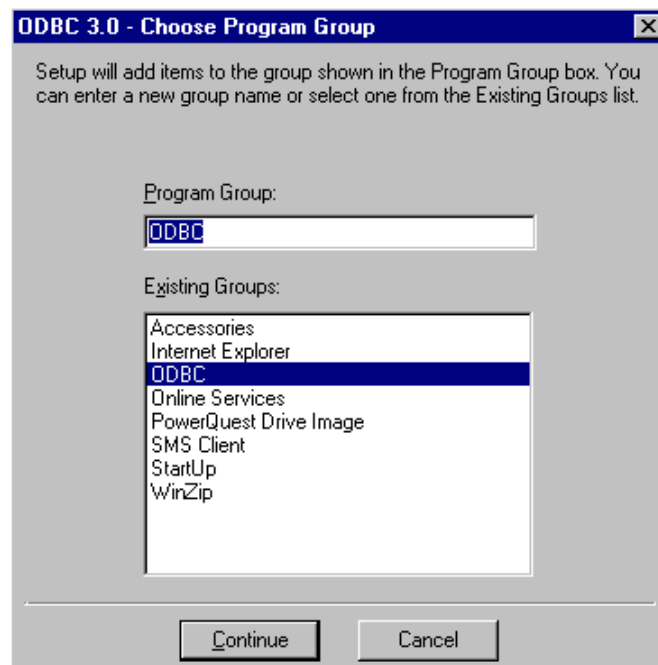 ODBC 3.0 - Choose Program Group
Setup will add items to the group shown in the Program Group box. You
can enter a new group name or select one from the Existing Groups list.
Program Group:
ODBC
Existing Groups:
Accessories
Internet Explorer
ODBC
Online Services
PowerQuest Drive Image
SMS Client
StartUp
WinZip
Continue
Cancel